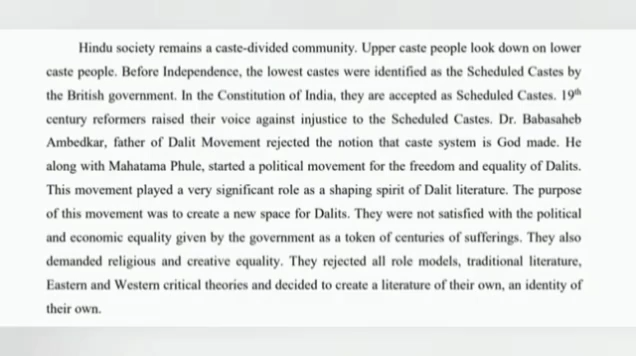 Hindu society remains a caste-divided community. Upper caste people look down on lower
caste people. Before Independence, the lowest castes were identified as the Scheduled Castes by
the British government. In the Constitution of India, they are accepted as Scheduled Castes. 19th
century reformers raised their voice against injustice to the Scheduled Castes. Dr. Babasaheb
Ambedkar, father of Dalit Movement rejected the notion that caste system is God made. He
along with Mahatama Phule, started a political movement for the freedom and equality of Dalits.
This movement played a very significant role as a shaping spirit of Dalit literature. The purpose
of this movement was to create a new space for Dalits. They were not satisfied with the political
and economic equality given by the government as a token of centuries of sufferings. They also
demanded religious and creative equality. They rejected all role models, traditional literature,
Eastern and Western critical theories and decided to create a literature of their own, an identity of
their own.